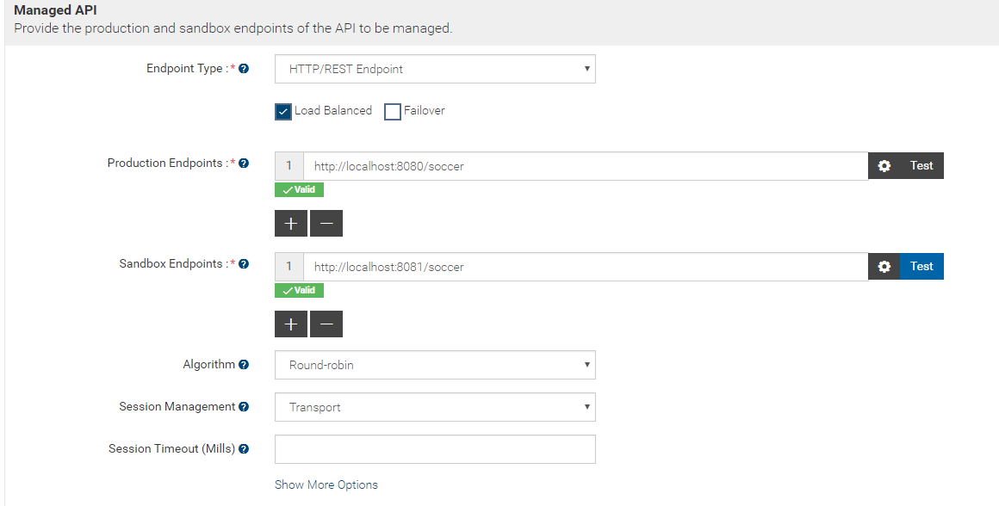 Managed API
Provide the production and sandbox endpoints of the API to be managed.
Endpoint Type : * ? HTTP/REST Endpoint
Load Balanced Failover
Production Endpoints : * ? 1 http://localhost:8080/soccer Test
Valid
+ −
Sandbox Endpoints : * ? 1 http://localhost:8081/soccer Test
Valid
+ −
Algorithm ? Round-robin
Session Management ? Transport
Session Timeout (Mills) ?
Show More Options